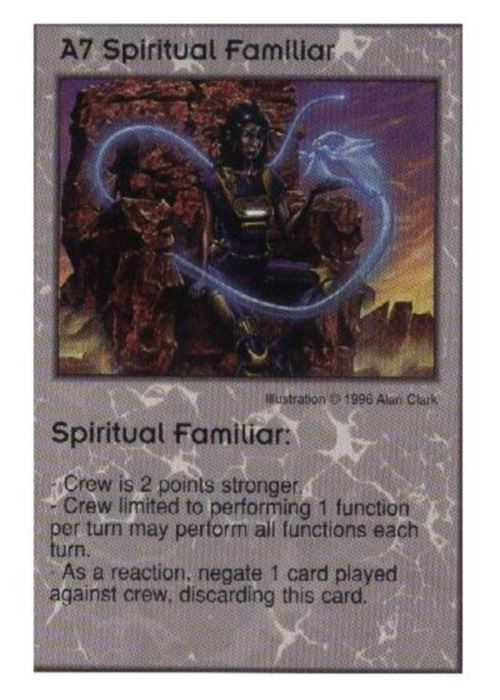 A7 Spiritual Familiar
Illustration © 1996 Alan Clark
Spiritual Familiar:
- Crew is 2 points stronger.
- Crew limited to performing 1 function
per turn may perform all functions each
turn.
- As a reaction, negate 1 card played
against crew, discarding this card.